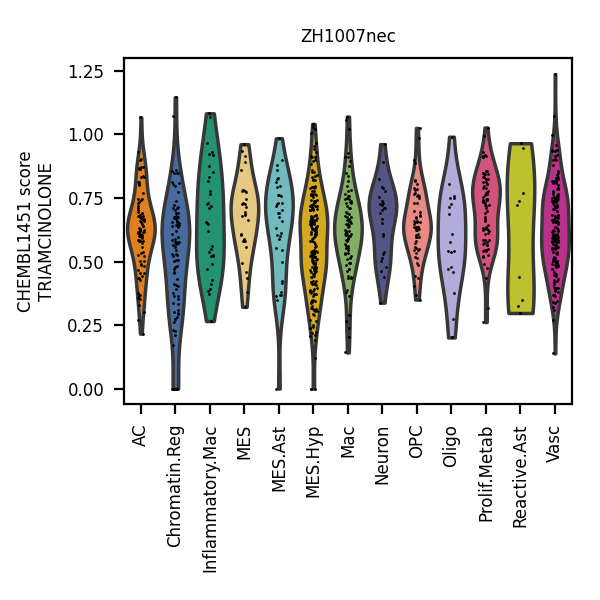 ZH1007nec
CHEMBL1451 score
TRIAMCINOLONE
1.25
1.00
0.75
0.50
0.25
0.00
AC
Chromatin.Reg
Inflammatory.Mac
MES
MES.Ast
MES.Hyp
Mac
Neuron
OPC
Oligo
Prolif.Metab
Reactive.Ast
Vasc